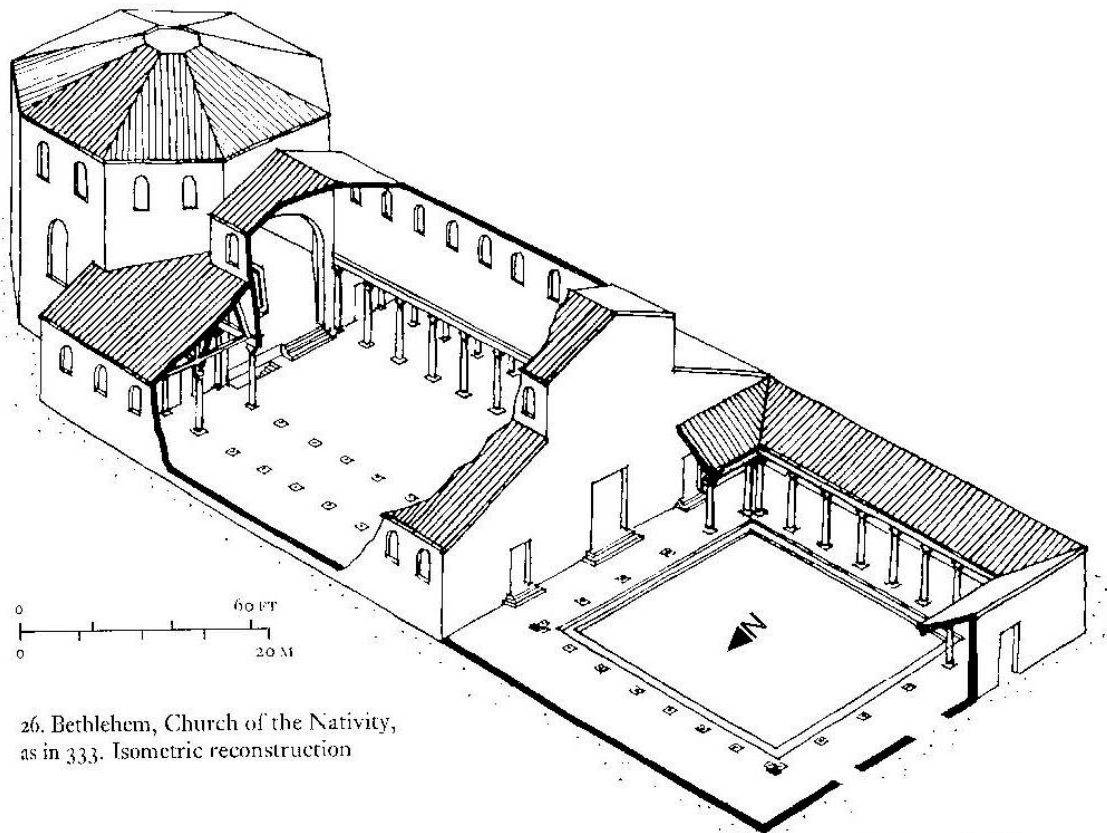 N
0 60 FT
0 20 M
26. Bethlehem, Church of the Nativity,
as in 333. Isometric reconstruction